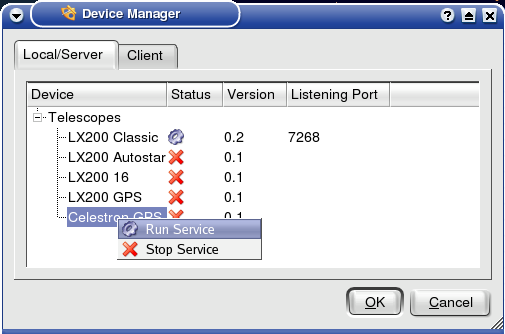 Device Manager
Local/Server Client
Device Status Version Listening Port
Telescopes
LX200 Classic 0.2 7268
LX200 Autostar 0.1
LX200 16 0.1
LX200 GPS 0.1
Celestron GPS 0.1
Run Service
Stop Service
OK Cancel